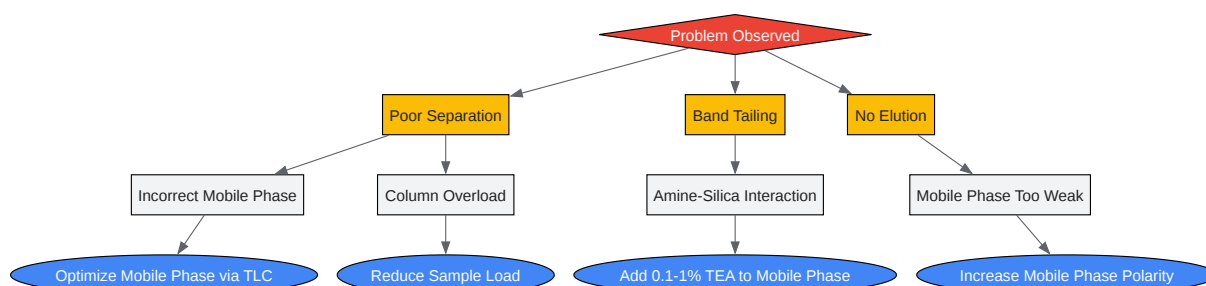 Problem Observed
Poor Separation
Band Tailing
No Elution
Incorrect Mobile Phase
Column Overload
Amine-Silica Interaction
Mobile Phase Too Weak
Optimize Mobile Phase via TLC
Reduce Sample Load
Add 0.1-1% TEA to Mobile Phase
Increase Mobile Phase Polarity